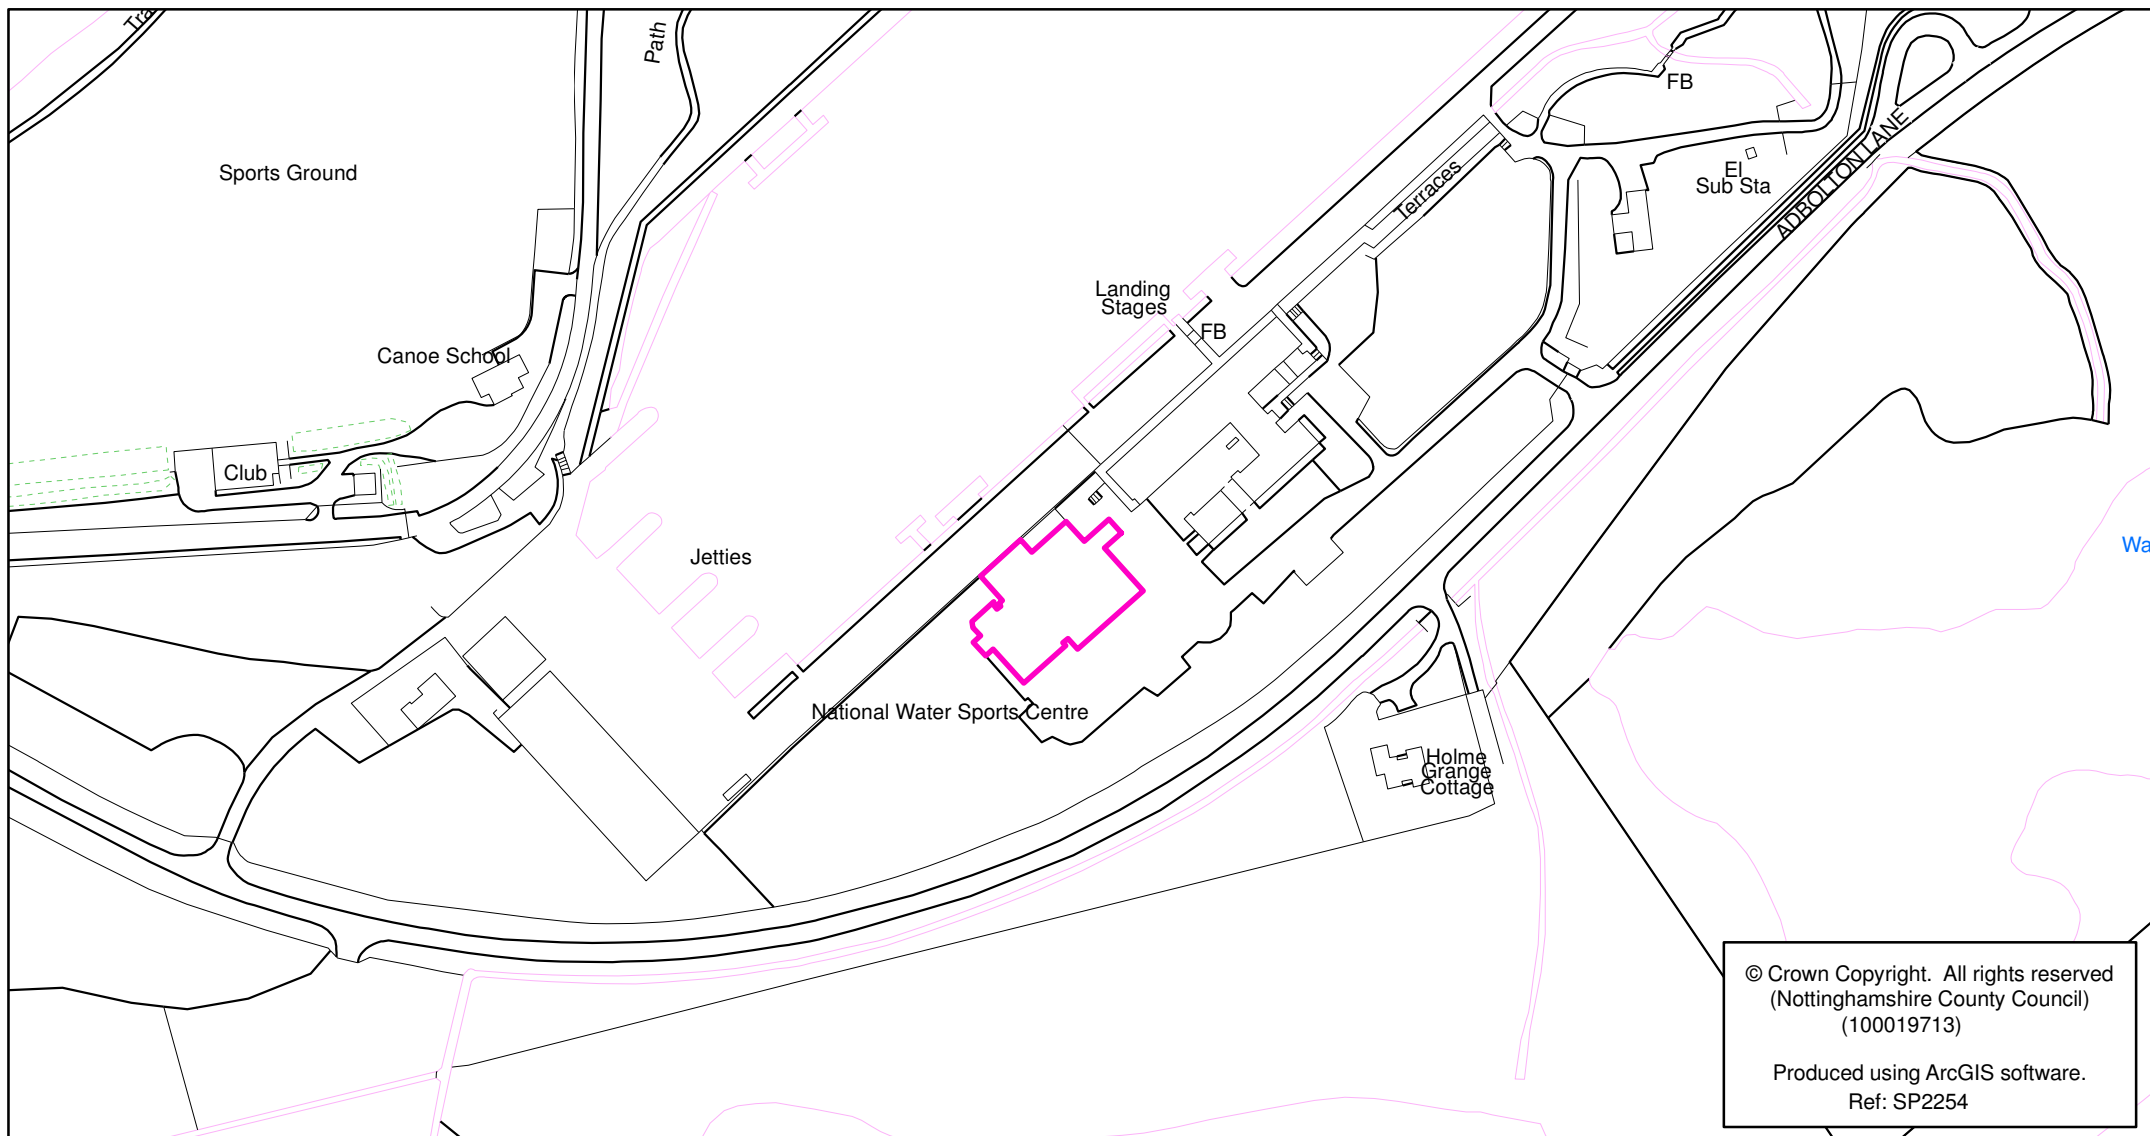 Path
FB
Sports Ground
El
Sub Sta
ADBOLTON LANE
Terraces
Landing
Stages
FB
Canoe School
Club
Jetties
National Water Sports Centre
Holme
Grange
Cottage
© Crown Copyright. All rights reserved
(Nottinghamshire County Council)
(100019713)
Produced using ArcGIS software.
Ref: SP2254